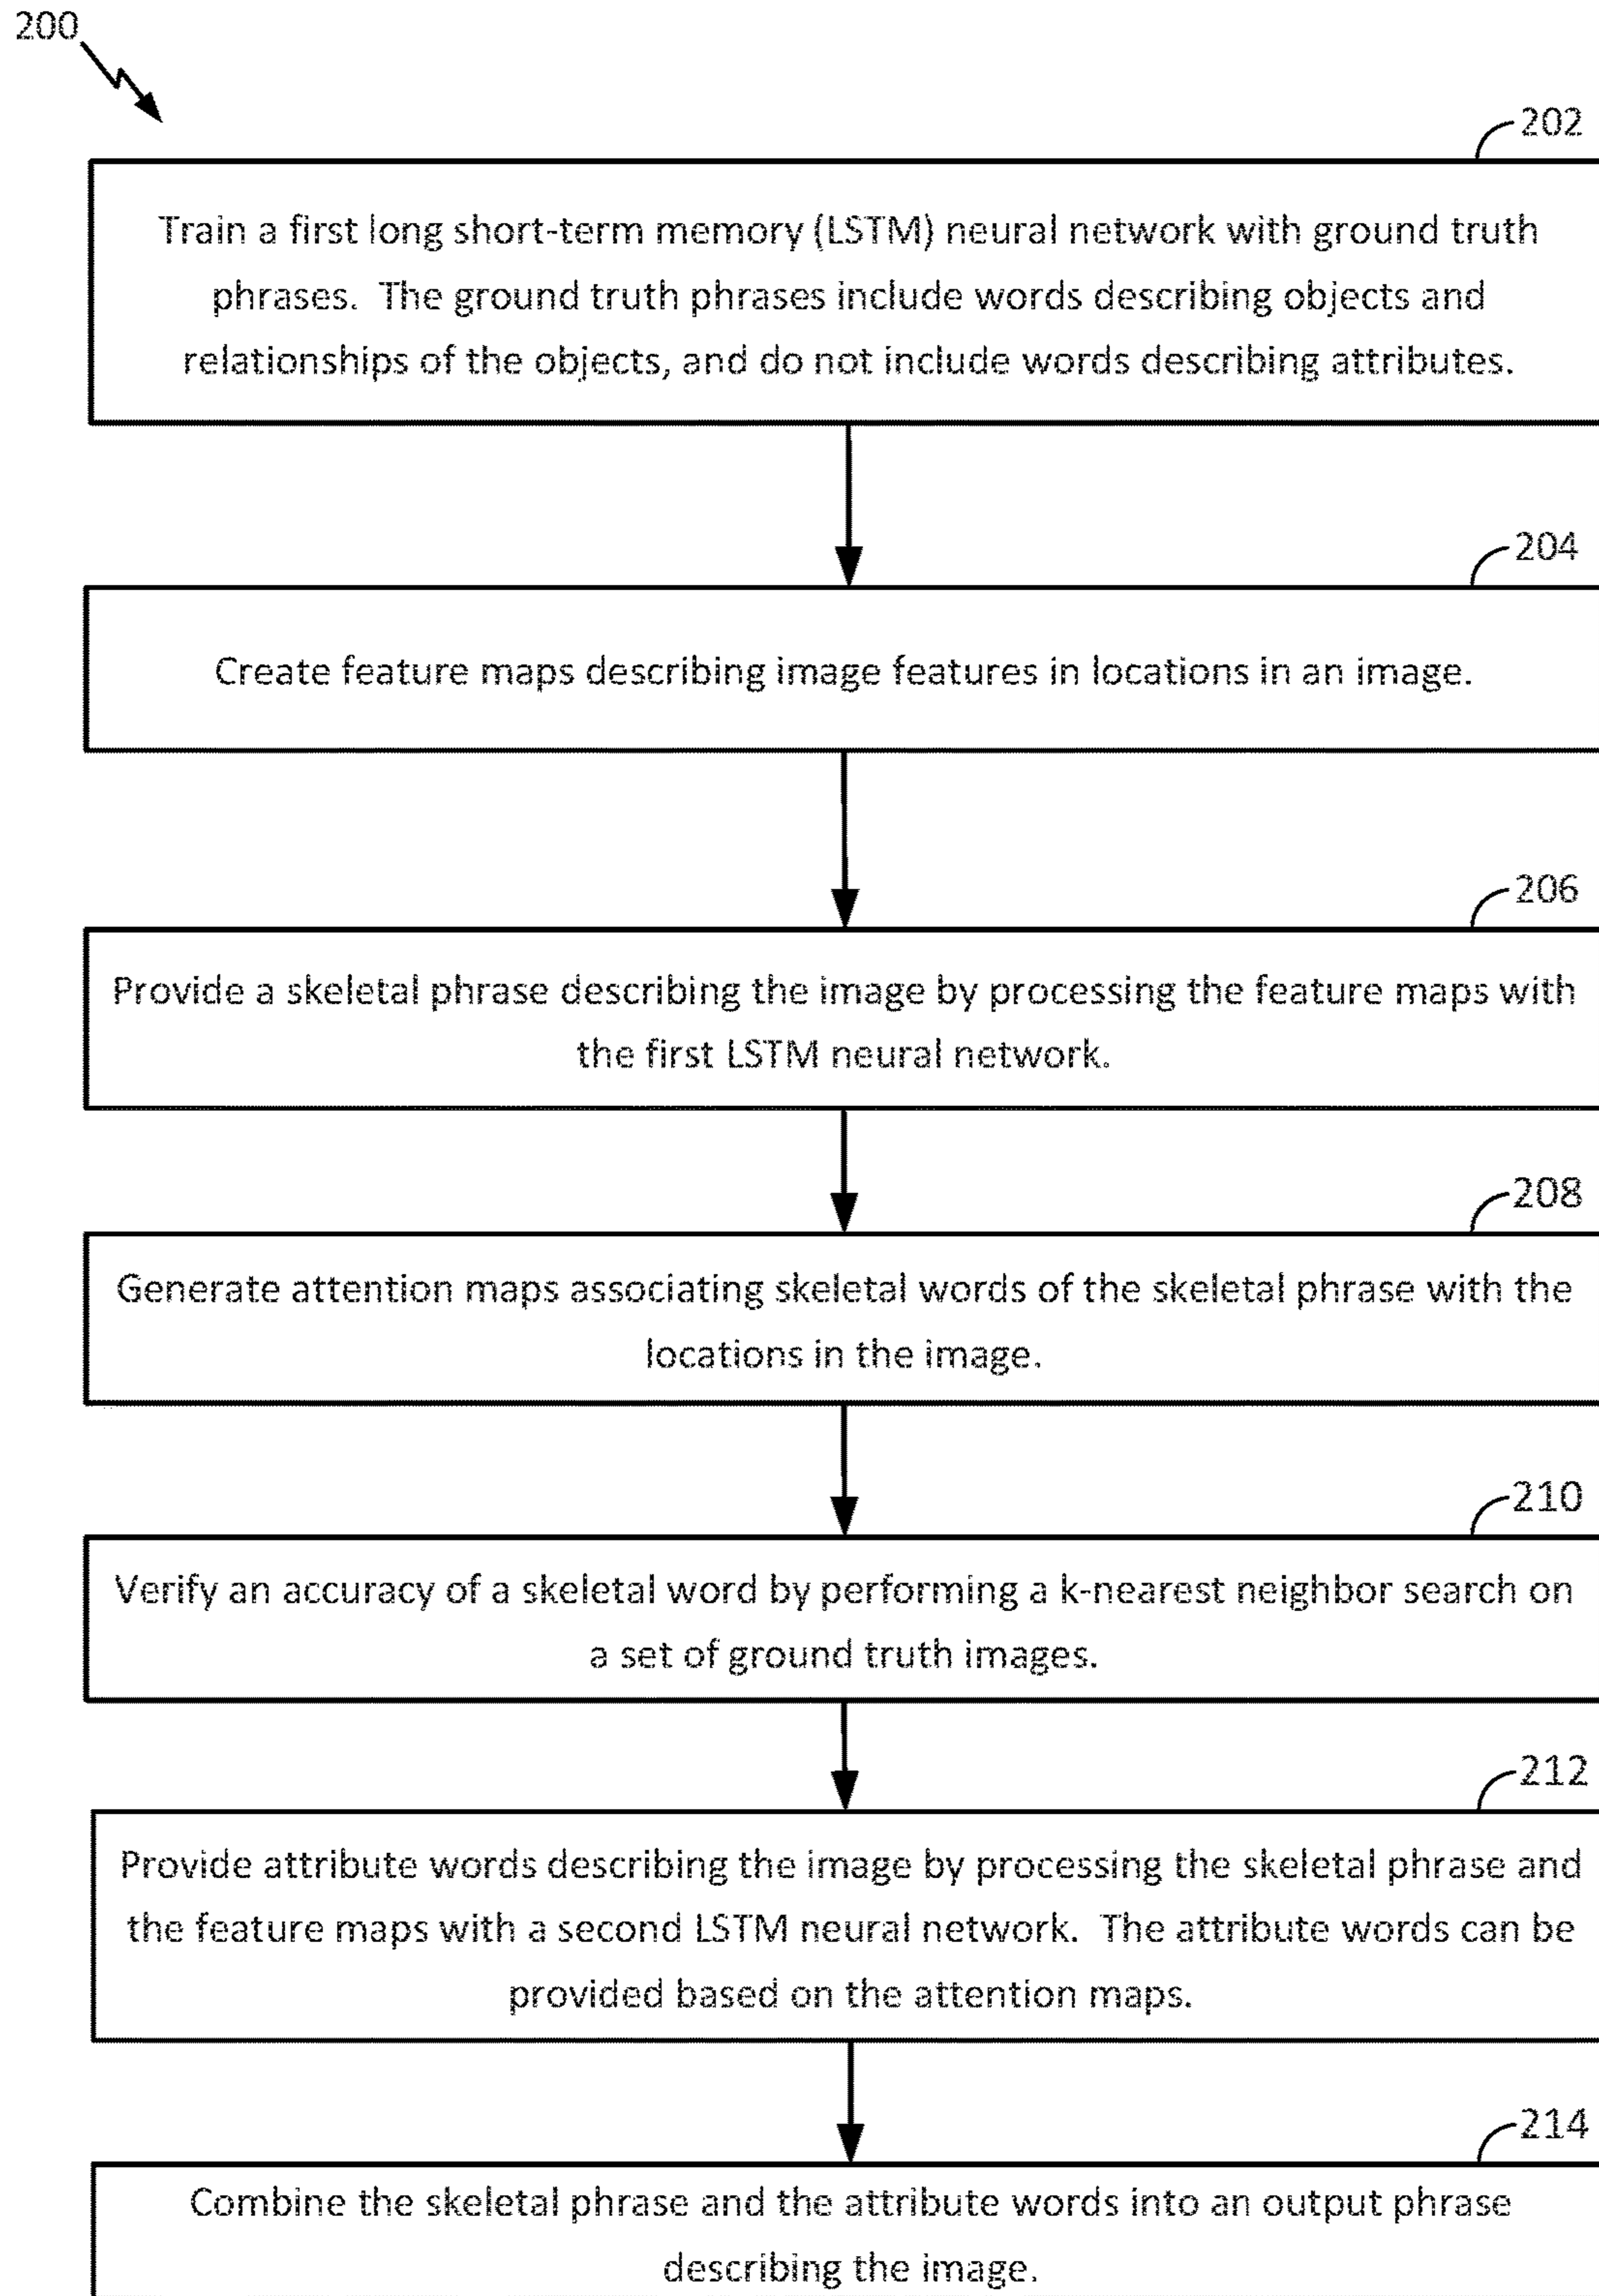 200
202
Train a first long short-term memory (LSTM) neural network with ground truth
phrases.  The ground truth phrases include words describing objects and
relationships of the objects, and do not include words describing attributes.
204
Create feature maps describing image features in locations in an image.
206
Provide a skeletal phrase describing the image by processing the feature maps with
the first LSTM neural network.
208
Generate attention maps associating skeletal words of the skeletal phrase with the
locations in the image.
210
Verify an accuracy of a skeletal word by performing a k-nearest neighbor search on
a set of ground truth images.
212
Provide attribute words describing the image by processing the skeletal phrase and
the feature maps with a second LSTM neural network.  The attribute words can be
provided based on the attention maps.
214
Combine the skeletal phrase and the attribute words into an output phrase
describing the image.